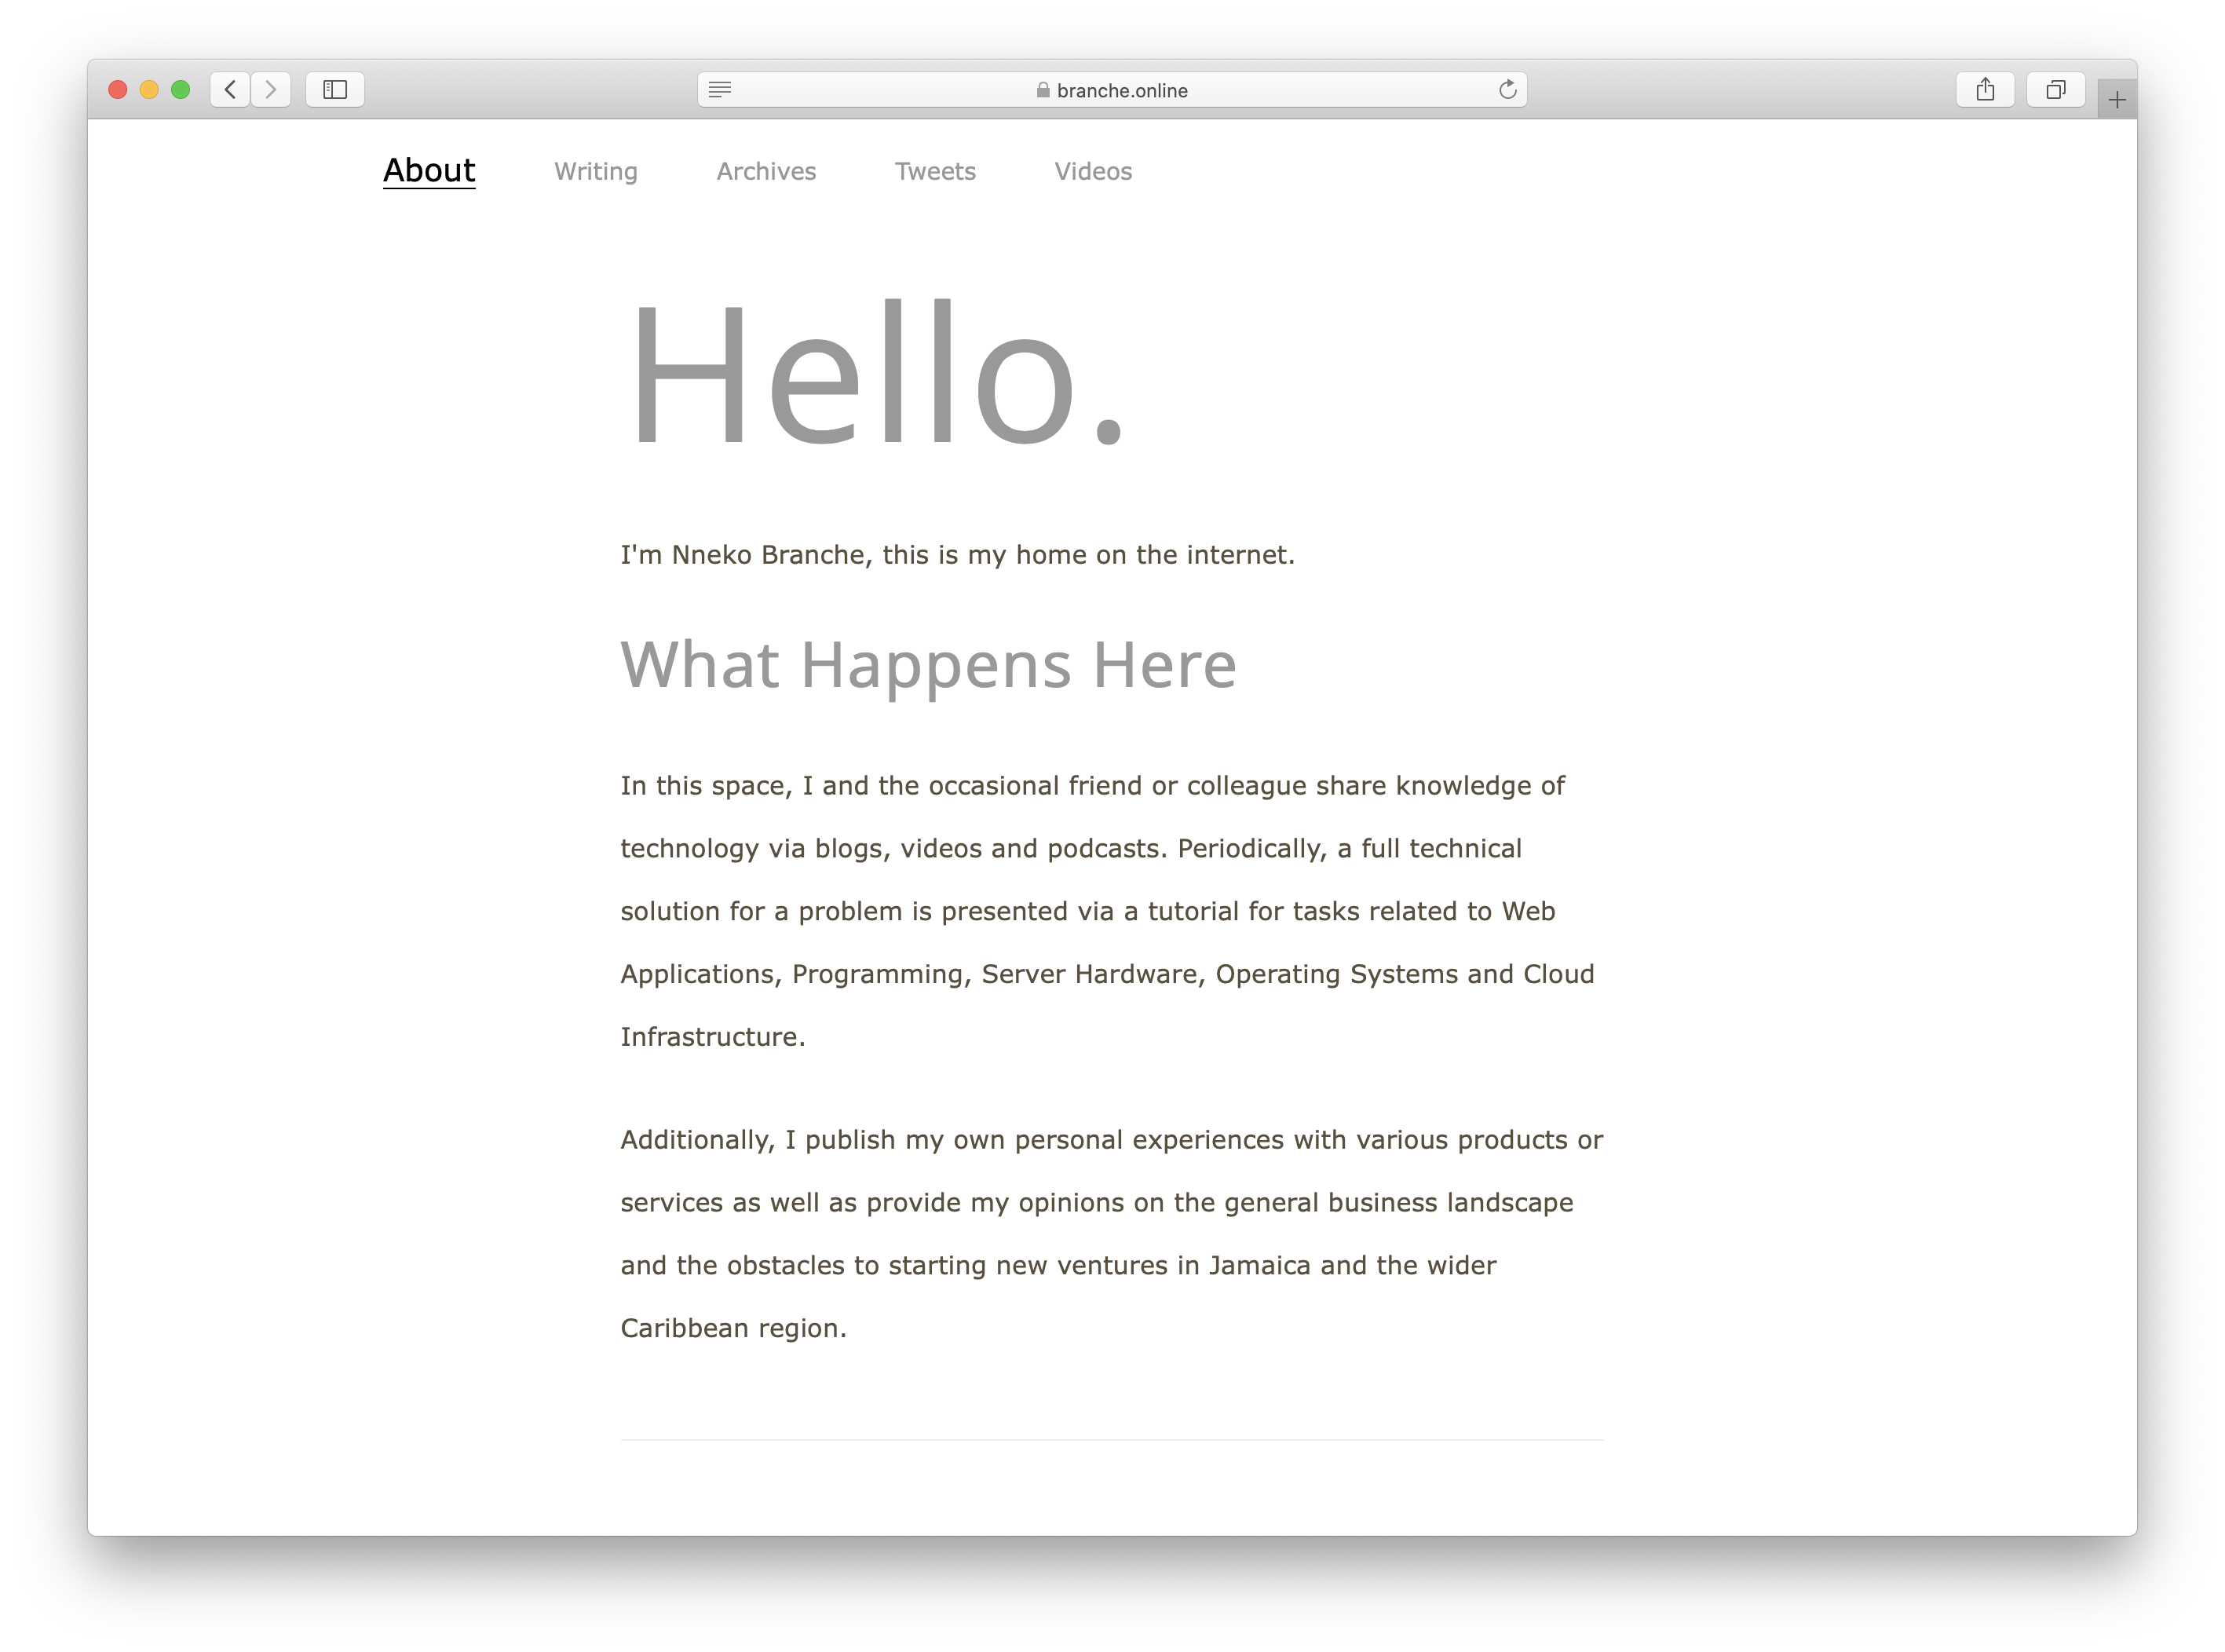 branche.online
About Writing Archives Tweets Videos
Hello.
I'm Nneko Branche, this is my home on the internet.
What Happens Here
In this space, I and the occasional friend or colleague share knowledge of
technology via blogs, videos and podcasts. Periodically, a full technical
solution for a problem is presented via a tutorial for tasks related to Web
Applications, Programming, Server Hardware, Operating Systems and Cloud
Infrastructure.
Additionally, I publish my own personal experiences with various products or
services as well as provide my opinions on the general business landscape
and the obstacles to starting new ventures in Jamaica and the wider
Caribbean region.